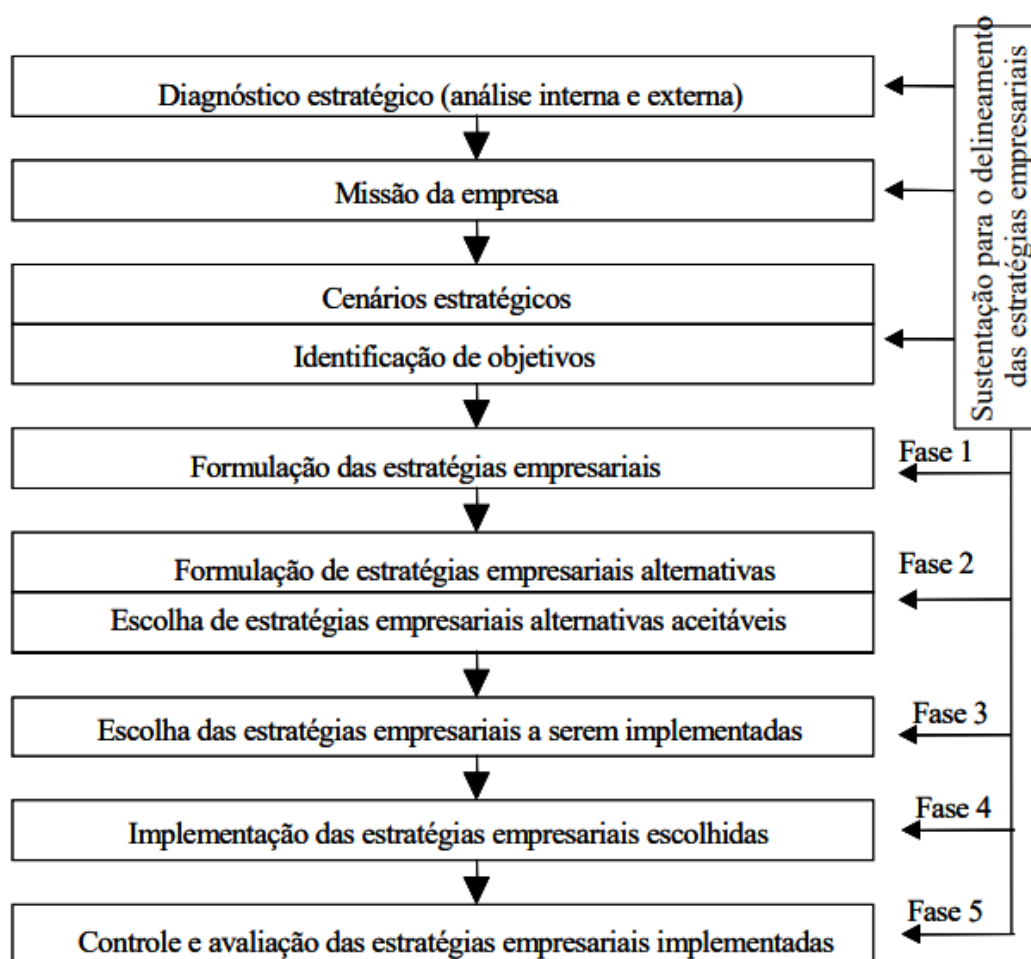 Diagnóstico estratégico (análise interna e externa)
Missão da empresa
Cenários estratégicos
Identificação de objetivos
Sustentação para o delineamento
das estratégias empresariais
Formulação das estratégias empresariais
Fase 1
Formulação de estratégias empresariais alternativas
Fase 2
Escolha de estratégias empresariais alternativas aceitáveis
Escolha das estratégias empresariais a serem implementadas
Fase 3
Implementação das estratégias empresariais escolhidas
Fase 4
Controle e avaliação das estratégias empresariais implementadas
Fase 5